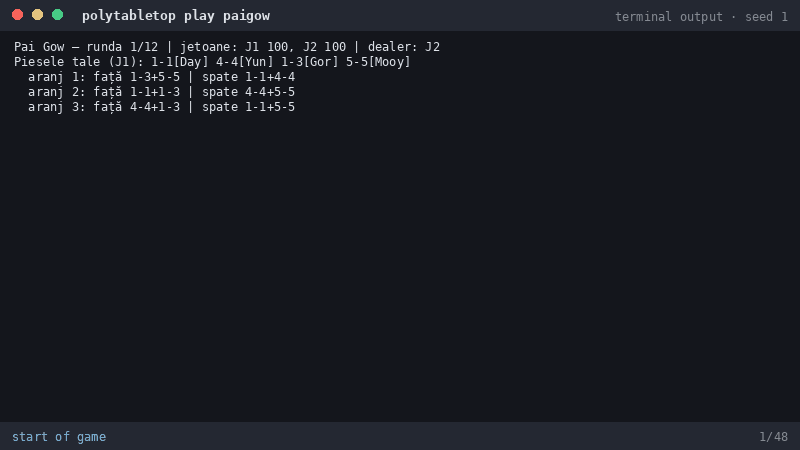 polytabletop play paigow
terminal output · seed 1
Pai Gow — runda 1/12 | jetoane: J1 100, J2 100 | dealer: J2
Piesele tale (J1): 1-1[Day] 4-4[Yun] 1-3[Gor] 5-5[Mooy]
aranj 1: față 1-3+5-5 | spate 1-1+4-4
aranj 2: față 1-1+1-3 | spate 4-4+5-5
aranj 3: față 4-4+1-3 | spate 1-1+5-5
start of game
1/48